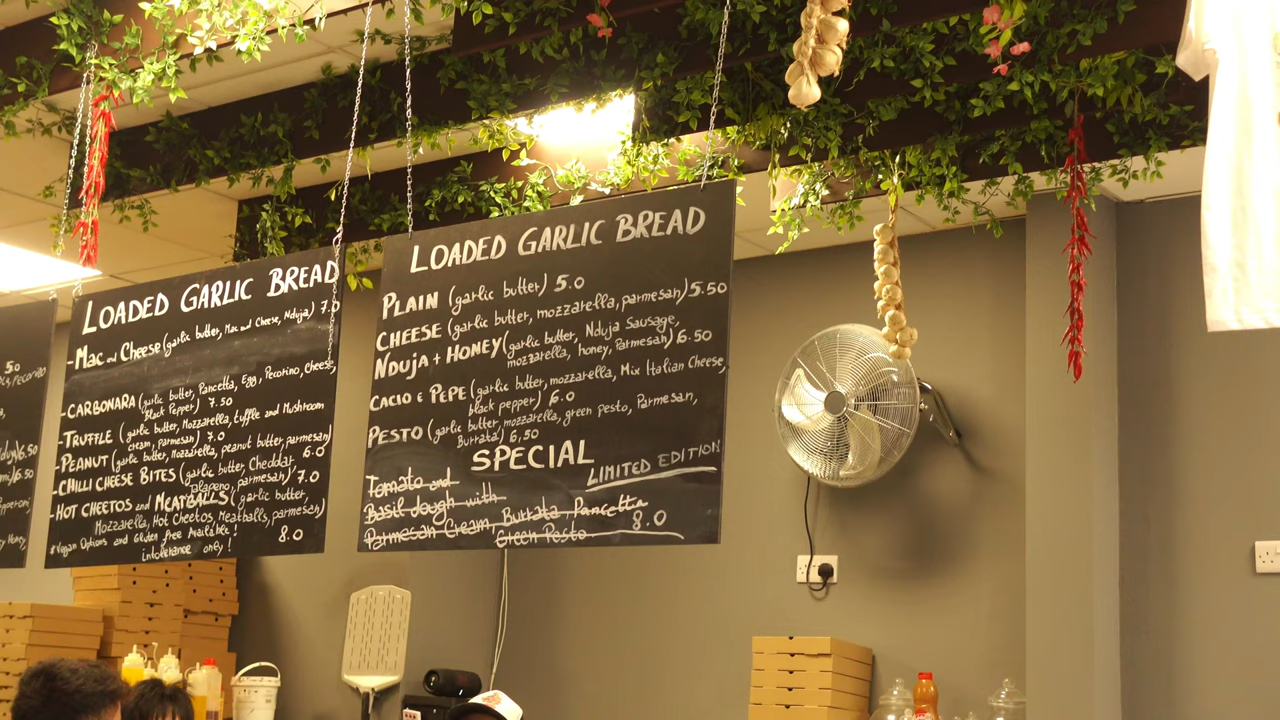 50
6.50
6.50
Honey,
LOADED GARLIC BREAD
-MAC and CHEESE (garlic butter, Mac and Cheese, Nduja) 7.0
-CARBONARA (garlic butter, Pancetta, Egg, Pecorino, cheese,
Black Pepper) 7.50
-TRUFFLE (garlic butter, Mozzarella, tuffle and Mushroom
cream, parmesan) 7.0
-PEANUT (garlic butter, Mozzarella, peanut butter, parmesan)
6.0
-CHILLI CHEESE BITES (garlic butter, Cheddar,
Jalapeno, parmesan) 7.0
-HOT CHEETOS and MEATBALLS (garlic butter,
Mozzarella, Hot Cheetos, Meatballs, parmesan)
8.0
*Vegan Options and Gluten free Available!
intolerance only!
LOADED GARLIC BREAD
PLAIN (garlic butter) 5.0
CHEESE (garlic butter, mozzarella, parmesan) 5.50
NDUJA + HONEY (garlic butter, Nduja Sausage,
mozzarella, honey, Parmesan) 6.50
CACIO E PEPE (garlic butter, mozzarella, Mix Italian Cheese,
black pepper) 6.0
PESTO (garlic butter, mozzarella, green pesto, Parmesan,
Burrata) 6,50
SPECIAL
LIMITED EDITION
Tomato and
Basil dough with
Parmesan Cream, Burrata Pancetta
Green Pesto 8.0